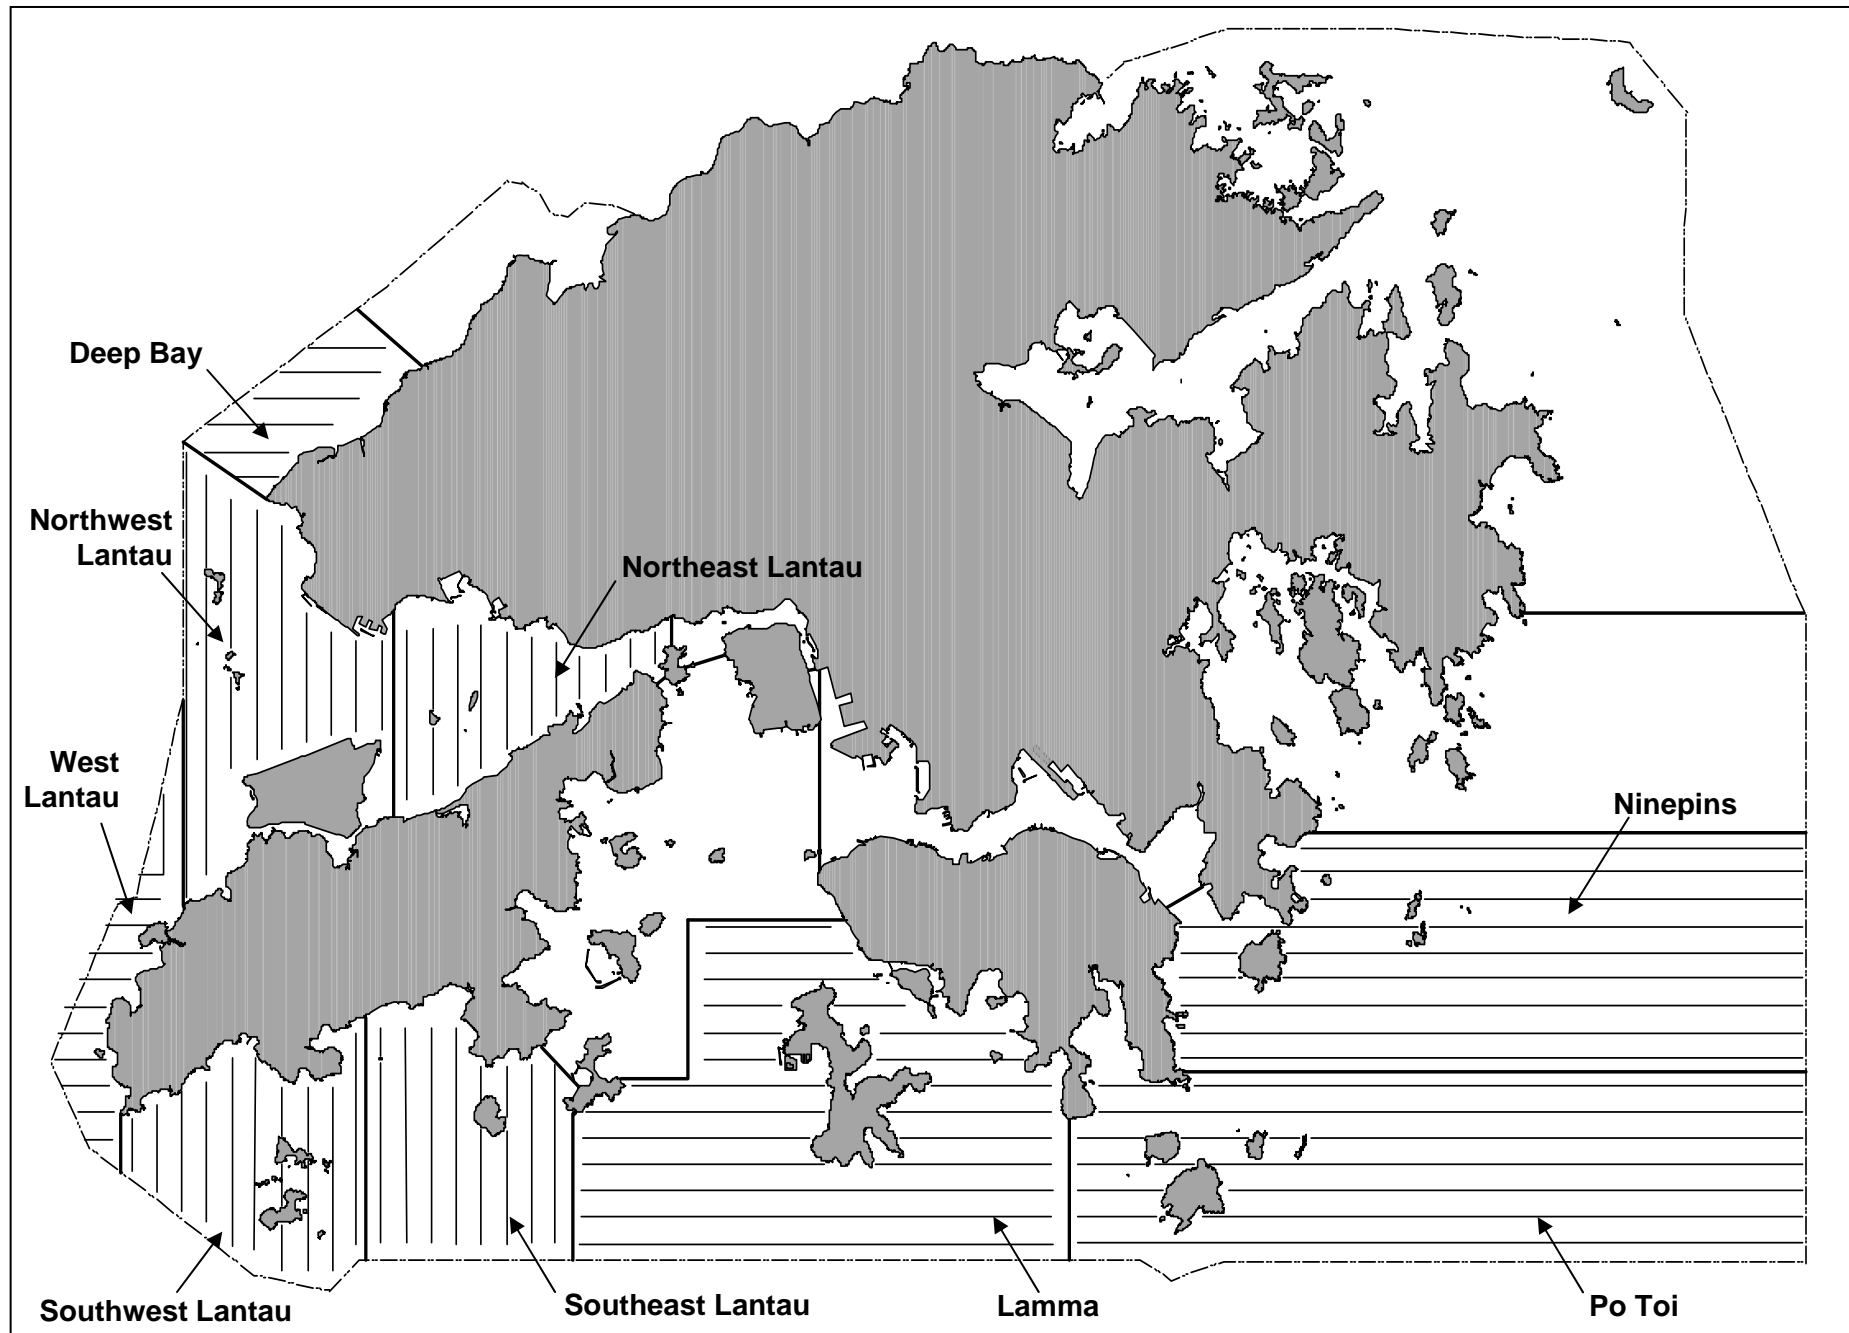 Deep Bay
Northwest
Lantau
Northeast Lantau
West
Lantau
Ninepins
Southwest Lantau
Southeast Lantau
Lamma
Po Toi